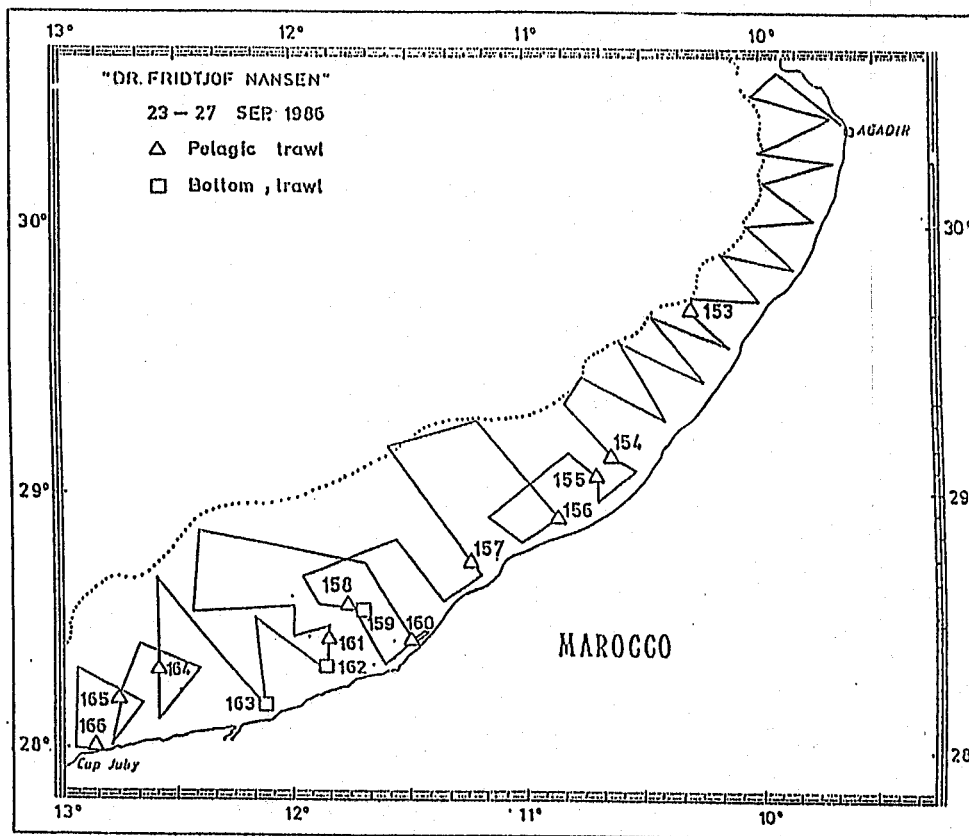 13° 12° 11° 10°
"DR. FRIDTJOF NANSEN"
23 – 27 SEP. 1986
△ Pelagic trawl
□ Bottom , trawl
AGADIR
30° 30°
153
154
155
29° 29°
156
157
158
159
160
161
MAROCCO
162
164
163
165
166
28° 28
Cap Juby
13° 12° 11° 10°